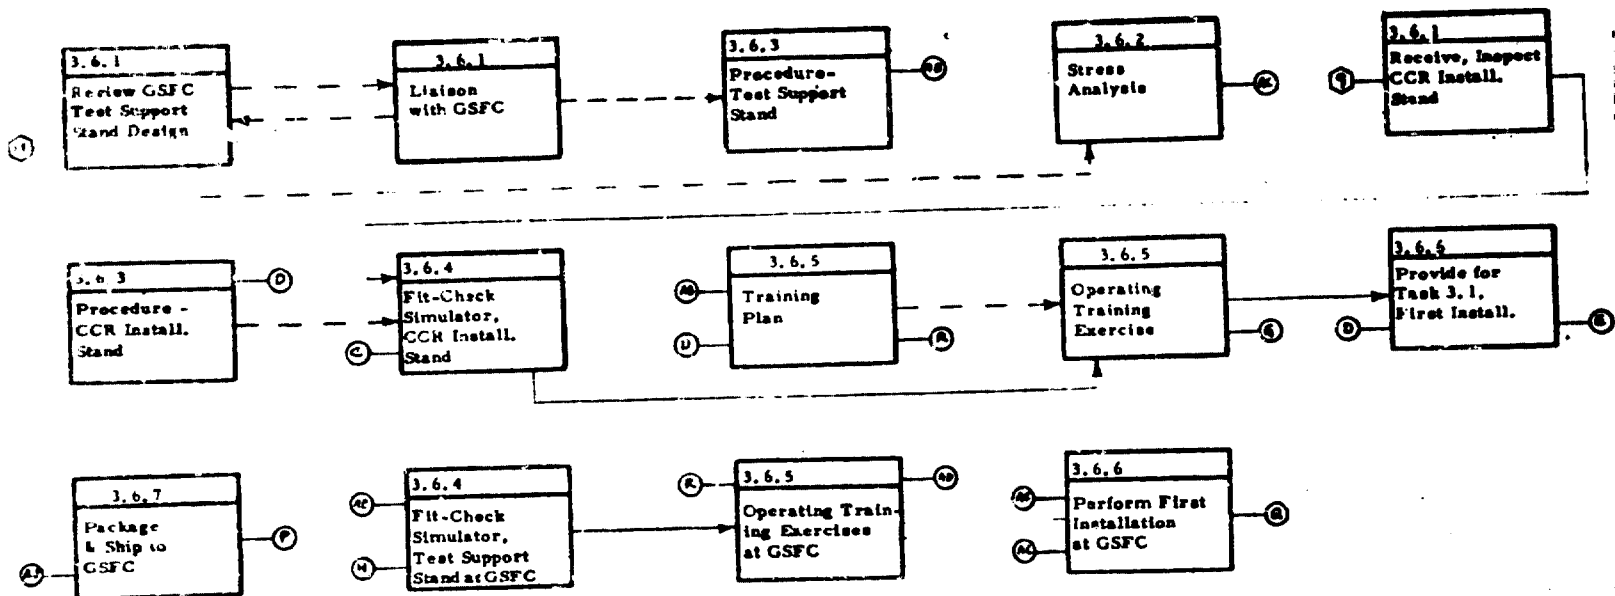 3.6.1
Review GSFC
Test Support
Stand Design
3.6.1
Liaison
with GSFC
3.6.3
Procedure-
Test Support
Stand
3.6.2
Stress
Analysis
9
3.6.1
Receive, Inspect
CCR Install.
Stand
3.6.3
Procedure -
CCR Install.
Stand
D
3.6.4
Fit-Check
Simulator,
CCR Install.
Stand
C
3.6.5
Training
Plan
R
3.6.5
Operating
Training
Exercise
3.6.6
Provide for
Task 3.1,
First Install.
D
3.6.7
Package
& Ship to
GSFC
P
3.6.4
Fit-Check
Simulator,
Test Support
Stand at GSFC
R
3.6.5
Operating Train-
ing Exercises
at GSFC
AD
3.6.6
Perform First
Installation
at GSFC